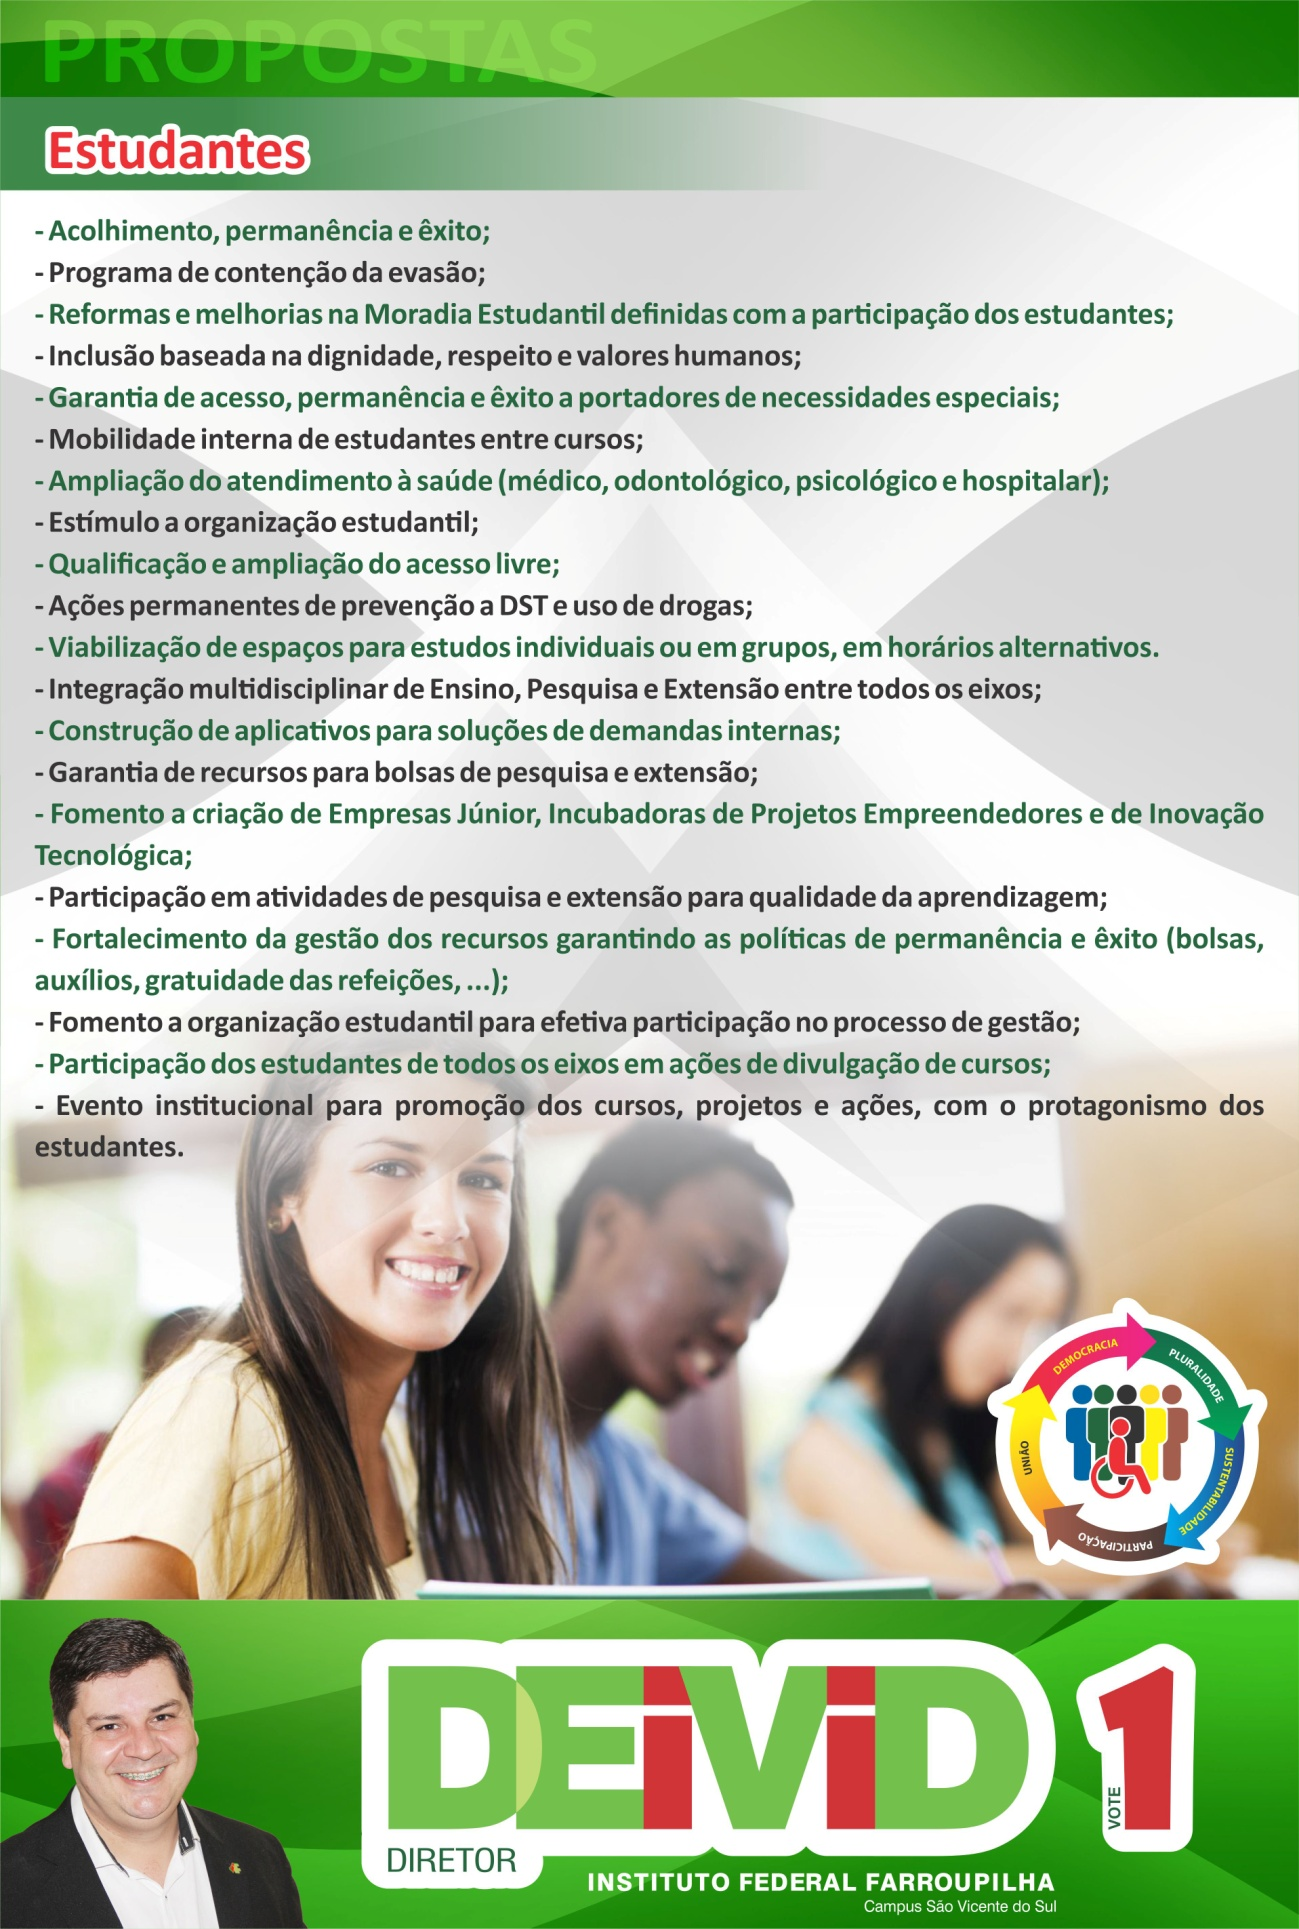 PROPOSTAS
Estudantes
- Acolhimento, permanência e êxito;
- Programa de contenção da evasão;
- Reformas e melhorias na Moradia Estudantil definidas com a participação dos estudantes;
- Inclusão baseada na dignidade, respeito e valores humanos;
- Garantia de acesso, permanência e êxito a portadores de necessidades especiais;
- Mobilidade interna de estudantes entre cursos;
- Ampliação do atendimento à saúde (médico, odontológico, psicológico e hospitalar);
- Estímulo a organização estudantil;
- Qualificação e ampliação do acesso livre;
- Ações permanentes de prevenção a DST e uso de drogas;
- Viabilização de espaços para estudos individuais ou em grupos, em horários alternativos.
- Integração multidisciplinar de Ensino, Pesquisa e Extensão entre todos os eixos;
- Construção de aplicativos para soluções de demandas internas;
- Garantia de recursos para bolsas de pesquisa e extensão;
- Fomento a criação de Empresas Júnior, Incubadoras de Projetos Empreendedores e de Inovação
Tecnológica;
- Participação em atividades de pesquisa e extensão para qualidade da aprendizagem;
- Fortalecimento da gestão dos recursos garantindo as políticas de permanência e êxito (bolsas,
auxílios, gratuidade das refeições, ...);
- Fomento a organização estudantil para efetiva participação no processo de gestão;
- Participação dos estudantes de todos os eixos em ações de divulgação de cursos;
- Evento institucional para promoção dos cursos, projetos e ações, com o protagonismo dos
estudantes.
DEMOCRACIA
PLURALIDADE
SUSTENTABILIDADE
PARTICIPAÇÃO
UNIÃO
DEiViD
VOTE 1
DIRETOR
INSTITUTO FEDERAL FARROUPILHA
Campus São Vicente do Sul